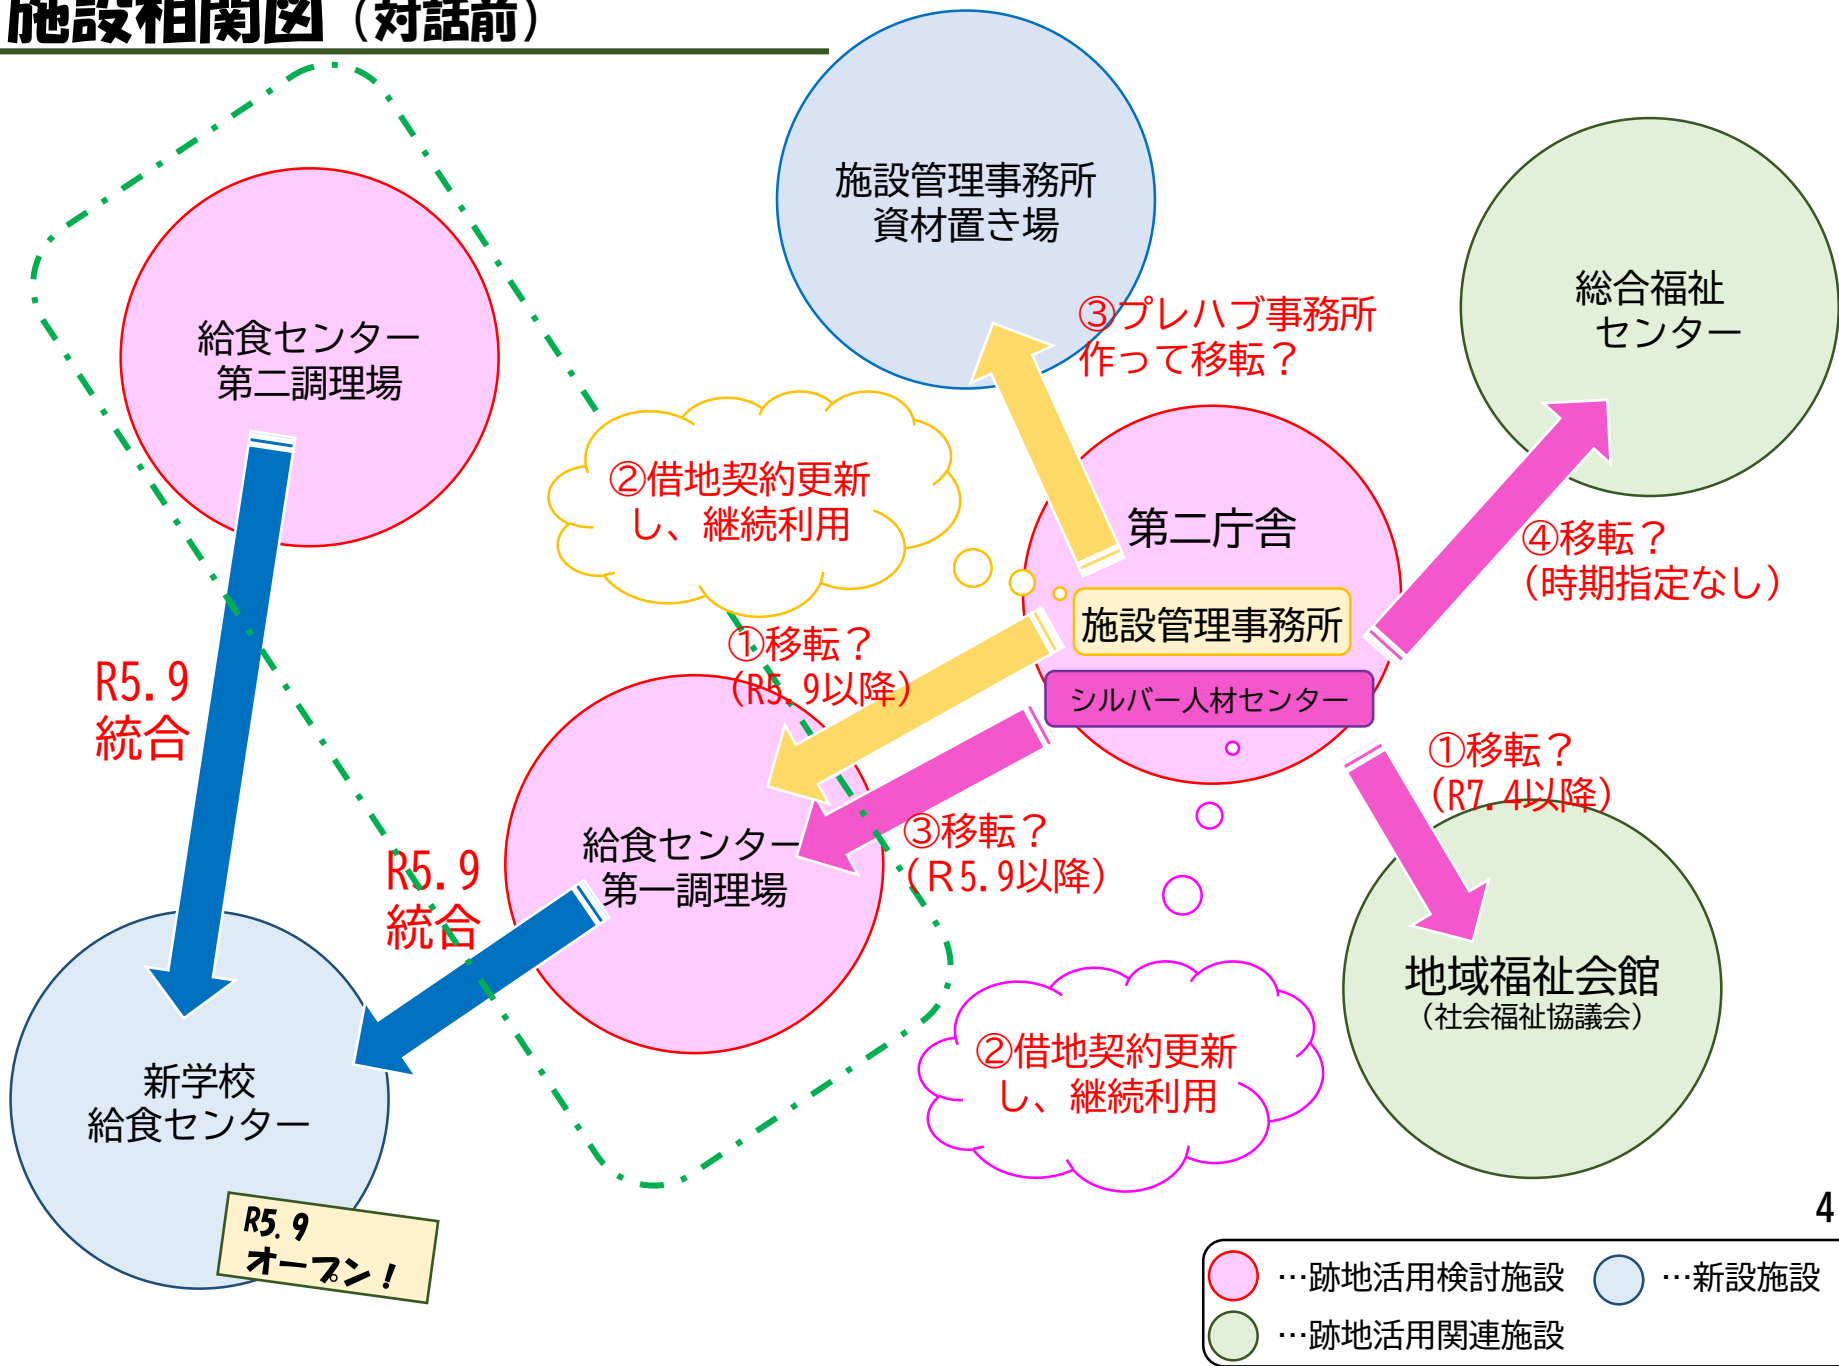 施設相関図（対話前）
施設管理事務所
資材置き場
総合福祉
センター
③プレハブ事務所
作って移転？
給食センター
第二調理場
②借地契約更新
し、継続利用
第二庁舎
④移転？
（時期指定なし）
施設管理事務所
①移転？
（R5.9以降）
シルバー人材センター
R5.9
統合
①移転？
（R7.4以降）
③移転？
（Ｒ5.9以降）
給食センター
第一調理場
R5.9
統合
地域福祉会館
（社会福祉協議会）
②借地契約更新
し、継続利用
新学校
給食センター
R5.9
オープン！
4
…跡地活用検討施設
…新設施設
…跡地活用関連施設